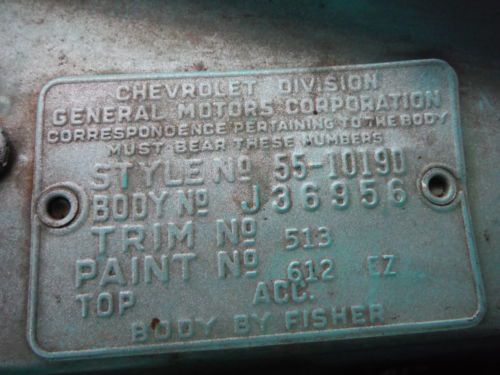 CHEVROLET DIVISION
GENERAL MOTORS CORPORATION
CORRESPONDENCE PERTAINING TO THE BODY
MUST BEAR THESE NUMBERS
STYLE NO 55-1019D
BODY NO J36956
TRIM NO 513
PAINT NO 612 EZ
TOP ACC.
BODY BY FISHER